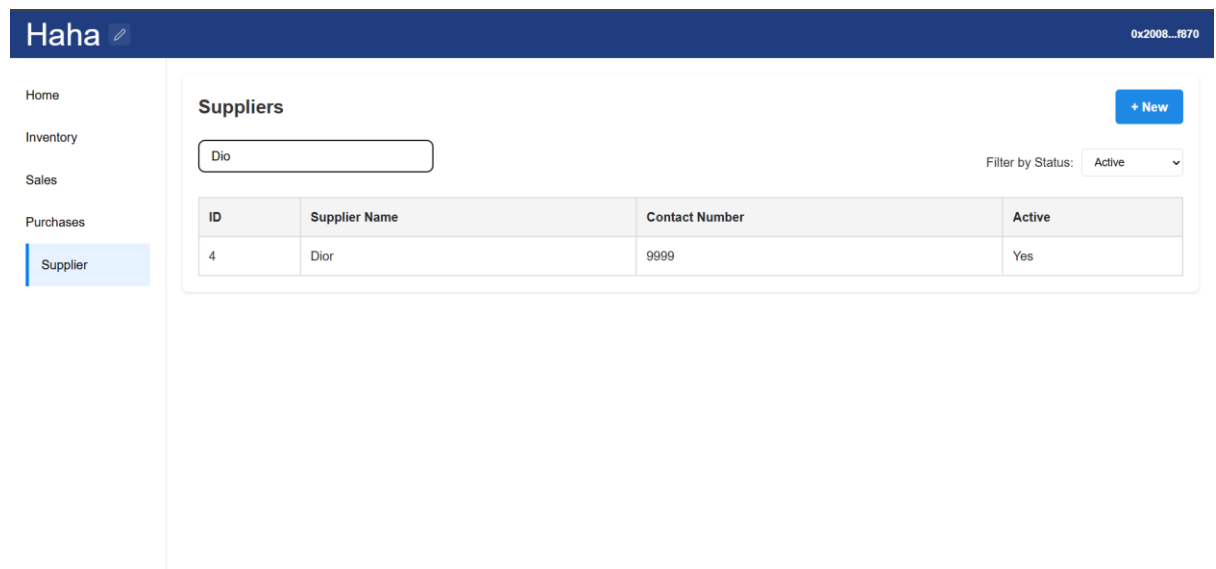 Haha
0x2008...f870
Home
Inventory
Sales
Purchases
Supplier
Suppliers
+ New
Dio
Filter by Status: Active
ID Supplier Name Contact Number Active
4 Dior 9999 Yes